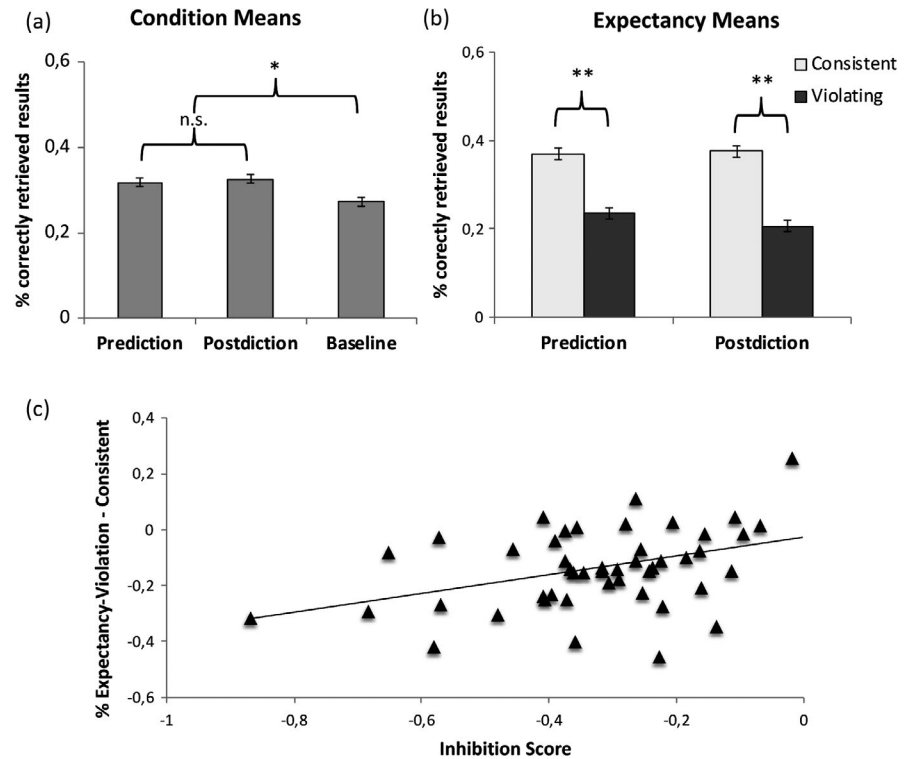 (a)
Condition Means
% correctly retrieved results
0,6
0,4
0,2
0
*
n.s.
Prediction
Postdiction
Baseline
(b)
Expectancy Means
% corectly retrieved results
0,6
0,4
0,2
0
**
**
Consistent
Violating
Prediction
Postdiction
(c)
% Expectancy-Violation - Consistent
0,4
0,2
0
-0,2
-0,4
-0,6
-1
-0,8
-0,6
-0,4
-0,2
0
Inhibition Score